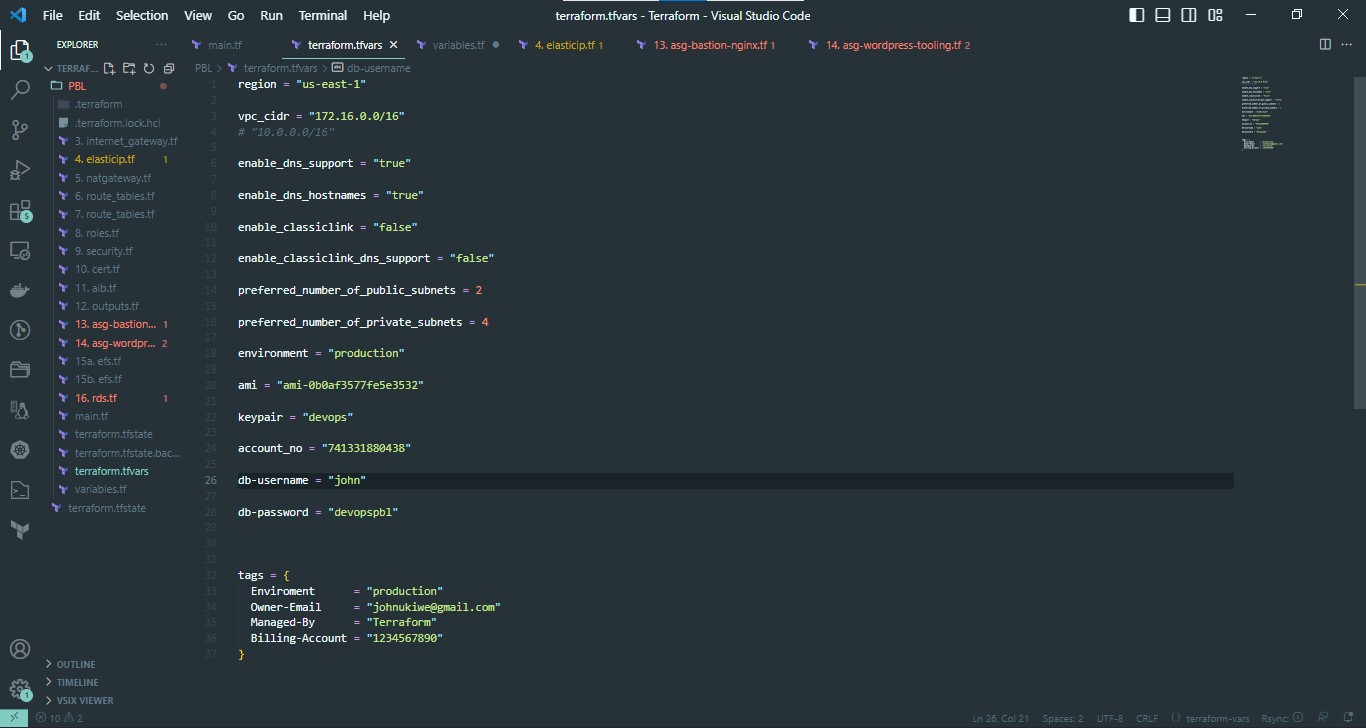 File Edit Selection View Go Run Terminal Help
terraform.tfvars - Terraform - Visual Studio Code
EXPLORER
main.tf
terraform.tfvars
variables.tf
4. elasticip.tf 1
13. asg-bastion-nginx.tf 1
14. asg-wordpress-tooling.tf 2
TERRAF...
PBL > terraform.tfvars > db-username
PBL
.terraform
.terraform.lock.hcl
3. internet_gateway.tf
4. elasticip.tf 1
5. natgateway.tf
6. route_tables.tf
7. route_tables.tf
8. roles.tf
9. security.tf
10. cert.tf
11. alb.tf
12. outputs.tf
13. asg-bastion... 1
14. asg-wordpr... 2
15a. efs.tf
15b. efs.tf
16. rds.tf 1
main.tf
terraform.tfstate
terraform.tfstate.bac...
terraform.tfvars
variables.tf
terraform.tfstate
1 region = "us-east-1"
2
3 vpc_cidr = "172.16.0.0/16"
4 # "10.0.0.0/16"
5
6 enable_dns_support = "true"
7
8 enable_dns_hostnames = "true"
9
10 enable_classiclink = "false"
11
12 enable_classiclink_dns_support = "false"
13
14 preferred_number_of_public_subnets = 2
15
16 preferred_number_of_private_subnets = 4
17
18 environment = "production"
19
20 ami = "ami-0b0af3577fe5e3532"
21
22 keypair = "devops"
23
24 account_no = "741331880438"
25
26 db-username = "john"
27
28 db-password = "devopspbl"
29
30
31
32 tags = {
33 Enviroment = "production"
34 Owner-Email = "johnukiwe@gmail.com"
35 Managed-By = "Terraform"
36 Billing-Account = "1234567890"
37 }
1
5
1
OUTLINE
TIMELINE
VSIX VIEWER
10 2
Ln 26, Col 21 Spaces: 2 UTF-8 CRLF terraform-vars Rsync: